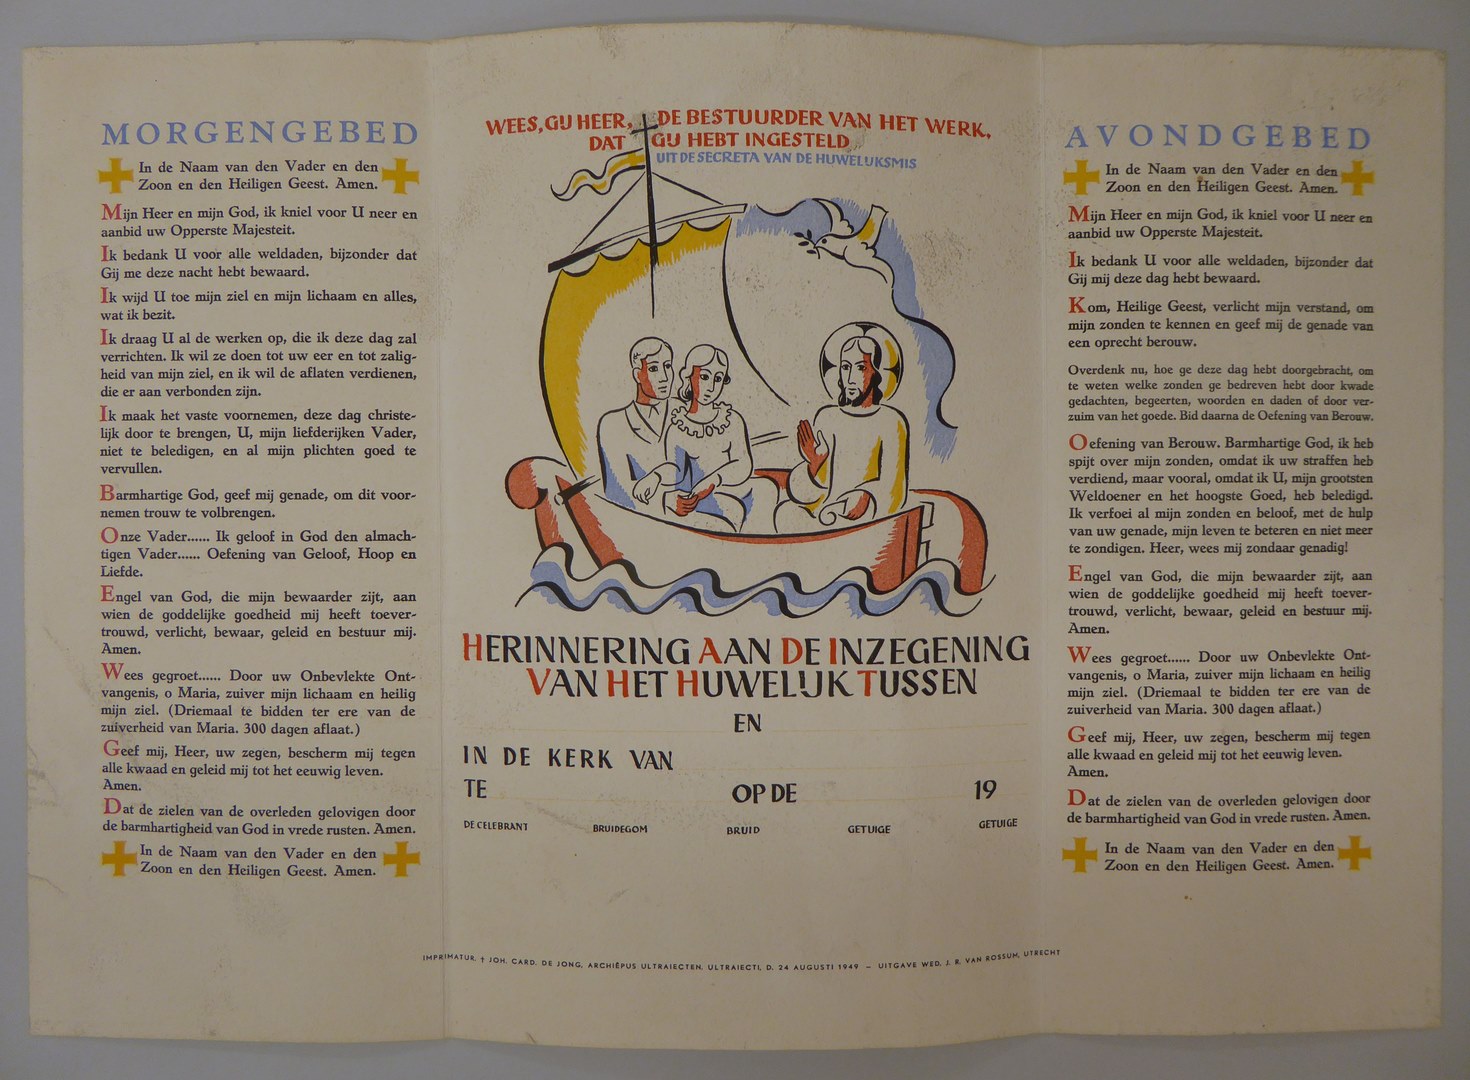 MORGENGEBED
In de Naam van den Vader en den
Zoon en den Heiligen Geest. Amen.
Mijn Heer en mijn God, ik kniel voor U neer en
aanbid uw Opperste Majesteit.
Ik bedank U voor alle weldaden, bijzonder dat
Gij me deze nacht hebt bewaard.
Ik wijd U toe mijn ziel en mijn lichaam en alles,
wat ik bezit.
Ik draag U al de werken op, die ik deze dag zal
verrichten. Ik wil ze doen tot uw eer en tot zalig-
heid van mijn ziel, en ik wil de aflaten verdienen,
die er aan verbonden zijn.
Ik maak het vaste voornemen, deze dag christe-
lijk door te brengen, U, mijn liefderijken Vader,
niet te beledigen, en al mijn plichten goed te
vervullen.
Barmhartige God, geef mij genade, om dit voor-
nemen trouw te volbrengen.
Onze Vader...... Ik geloof in God den almach-
tigen Vader...... Oefening van Geloof, Hoop en
Liefde.
Engel van God, die mijn bewaarder zijt, aan
wien de goddelijke goedheid mij heeft toever-
trouwd, verlicht, bewaar, geleid en bestuur mij.
Amen.
Wees gegroet...... Door uw Onbevlekte Ont-
vangenis, o Maria, zuiver mijn lichaam en heilig
mijn ziel. (Driemaal te bidden ter ere van de
zuiverheid van Maria. 300 dagen aflaat.)
Geef mij, Heer, uw zegen, bescherm mij tegen
alle kwaad en geleid mij tot het eeuwig leven.
Amen.
Dat de zielen van de overleden gelovigen door
de barmhartigheid van God in vrede rusten. Amen.
In de Naam van den Vader en den
Zoon en den Heiligen Geest. Amen.
WEES, GIJ HEER, DE BESTUURDER VAN HET WERK,
DAT GIJ HEBT INGESTELD
UIT DE SECRETA VAN DE HUWELIJKSMIS
HERINNERING AAN DE INZEGENING
VAN HET HUWELIJK TUSSEN
EN
IN DE KERK VAN
TE OP DE 19
DE CELEBRANT BRUIDEGOM BRUID GETUIGE GETUIGE
IMPRIMATUR, † JOH. CARD. DE JONG, ARCHIĒPUS ULTRAIECTEN. ULTRAIECTI, D. 24 AUGUSTI 1949 – UITGAVE WED. J. R. VAN ROSSUM, UTRECHT
AVONDGEBED
In de Naam van den Vader en den
Zoon en den Heiligen Geest. Amen.
Mijn Heer en mijn God, ik kniel voor U neer en
aanbid uw Opperste Majesteit.
Ik bedank U voor alle weldaden, bijzonder dat
Gij mij deze dag hebt bewaard.
Kom, Heilige Geest, verlicht mijn verstand, om
mijn zonden te kennen en geef mij de genade van
een oprecht berouw.
Overdenk nu, hoe ge deze dag hebt doorgebracht, om
te weten welke zonden ge bedreven hebt door kwade
gedachten, begeerten, woorden en daden of door ver-
zuim van het goede. Bid daarna de Oefening van Berouw.
Oefening van Berouw. Barmhartige God, ik heb
spijt over mijn zonden, omdat ik uw straffen heb
verdiend, maar vooral, omdat ik U, mijn grootsten
Weldoener en het hoogste Goed, heb beledigd.
Ik verfoei al mijn zonden en beloof, met de hulp
van uw genade, mijn leven te beteren en niet meer
te zondigen. Heer, wees mij zondaar genadig!
Engel van God, die mijn bewaarder zijt, aan
wien de goddelijke goedheid mij heeft toever-
trouwd, verlicht, bewaar, geleid en bestuur mij.
Amen.
Wees gegroet...... Door uw Onbevlekte Ont-
vangenis, o Maria, zuiver mijn lichaam en heilig
mijn ziel. (Driemaal te bidden ter ere van de
zuiverheid van Maria. 300 dagen aflaat.)
Geef mij, Heer, uw zegen, bescherm mij tegen
alle kwaad en geleid mij tot het eeuwig leven.
Amen.
Dat de zielen van de overleden gelovigen door
de barmhartigheid van God in vrede rusten. Amen.
In de Naam van den Vader en den
Zoon en den Heiligen Geest. Amen.